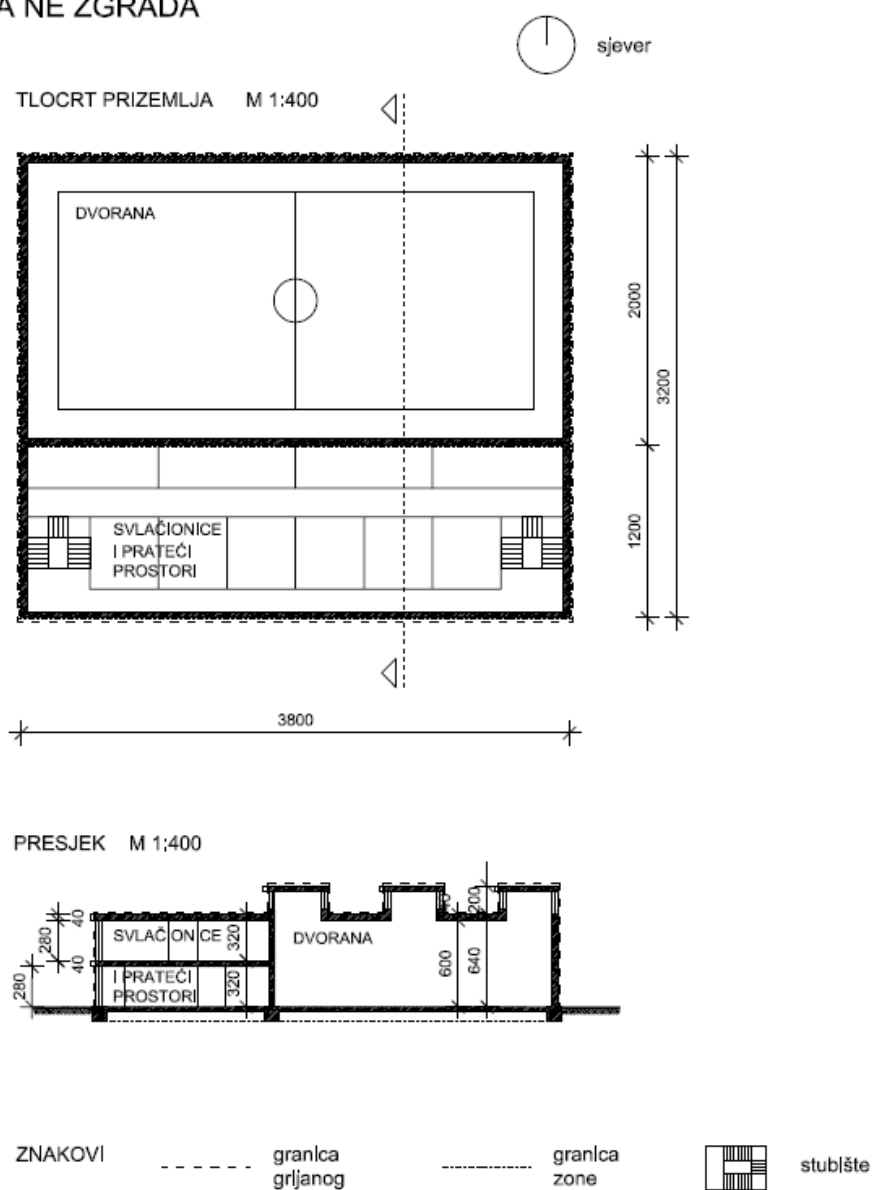 A NE ZGRADA
sjever
TLOCRT PRIZEMLJA M 1:400
DVORANA
2000
3200
SVLAČIONICE
I PRATEĆI
PROSTORI
1200
3800
PRESJEK M 1:400
40
200
280
SVLAČIONICE
320
DVORANA
40
600
640
280
I PRATEĆI
PROSTORI
320
ZNAKOVI
granica
grijanog
granica
zone
stubište